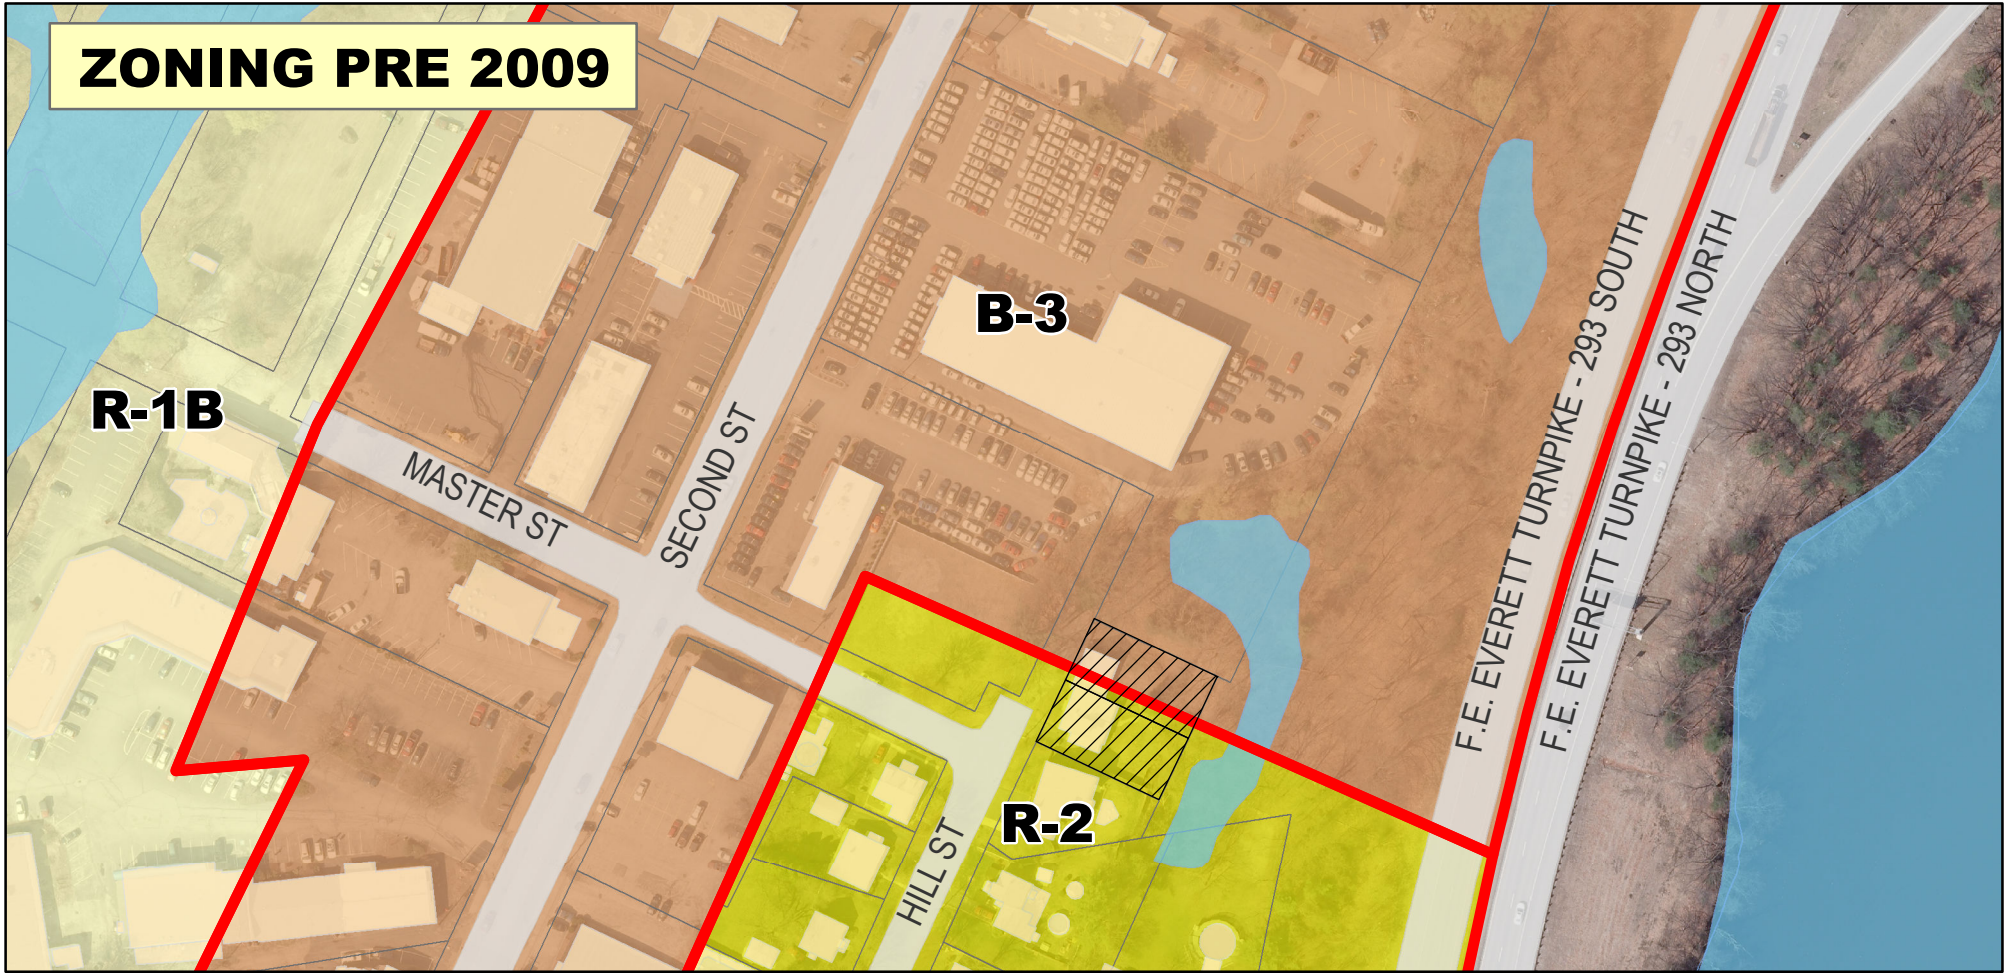 ZONING PRE 2009
B-3
R-1B
MASTER ST
SECOND ST
F.E. EVERETT TURNPIKE - 293 SOUTH
F.E. EVERETT TURNPIKE - 293 NORTH
R-2
HILL ST